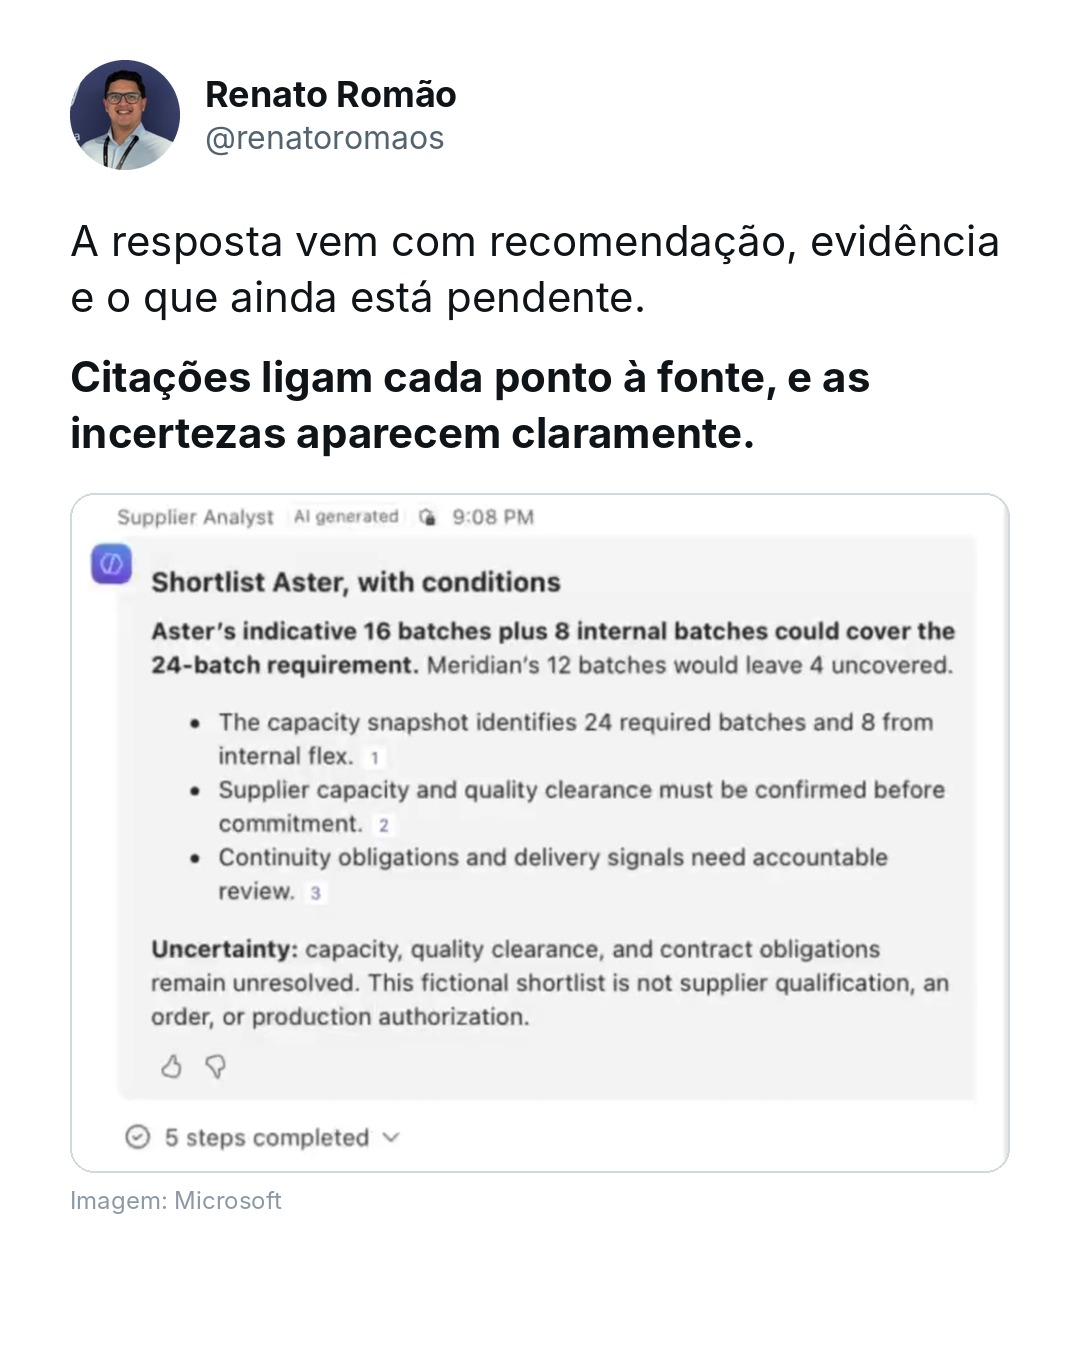 Renato Romão
@renatoromaos
A resposta vem com recomendação, evidência
e o que ainda está pendente.
Citações ligam cada ponto à fonte, e as
incertezas aparecem claramente.
Supplier Analyst AI generated 9:08 PM
Shortlist Aster, with conditions
Aster's indicative 16 batches plus 8 internal batches could cover the
24-batch requirement. Meridian's 12 batches would leave 4 uncovered.
• The capacity snapshot identifies 24 required batches and 8 from
internal flex. 1
• Supplier capacity and quality clearance must be confirmed before
commitment. 2
• Continuity obligations and delivery signals need accountable
review. 3
Uncertainty: capacity, quality clearance, and contract obligations
remain unresolved. This fictional shortlist is not supplier qualification, an
order, or production authorization.
5 steps completed
Imagem: Microsoft